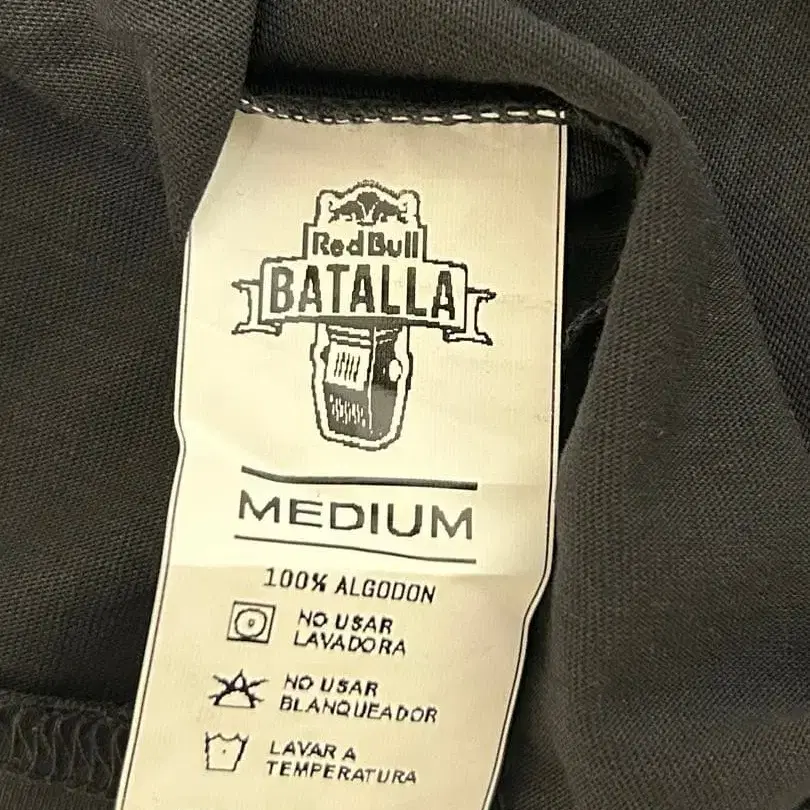 Red Bull
BATALLA
MEDIUM
100% ALGODON
NO USAR
LAVADORA
NO USAR
BLANQUEADOR
LAVAR A
TEMPERATURA